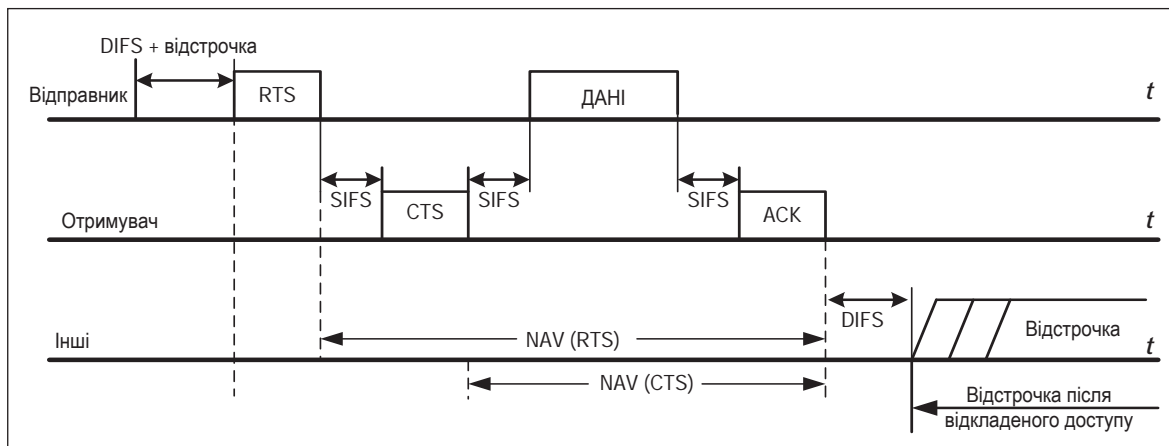 DIFS + відстрочка
Відправник
RTS
ДАНІ
t
SIFS
CTS
SIFS
SIFS
ACK
Отримувач
t
DIFS
Інші
NAV (RTS)
Відстрочка
t
NAV (CTS)
Відстрочка після
відкладеного доступу